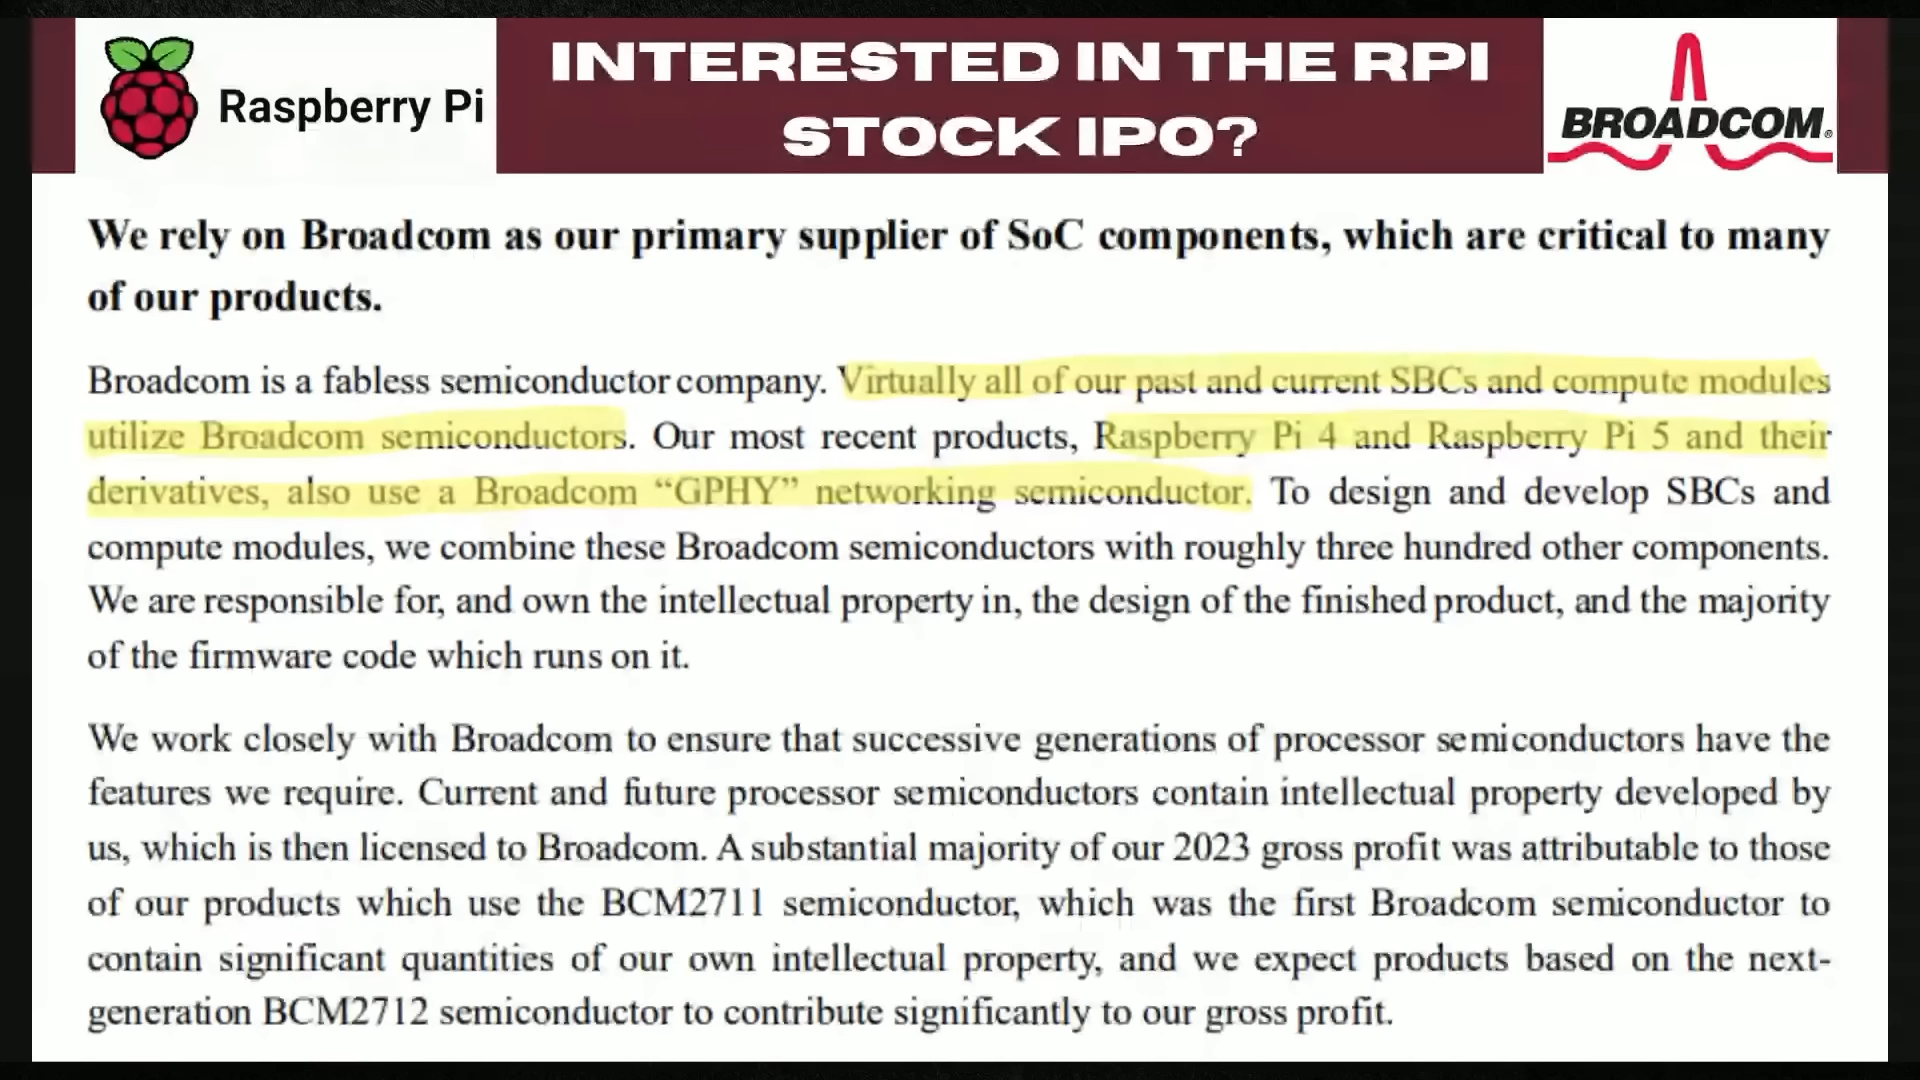 Raspberry Pi
INTERESTED IN THE RPI
STOCK IPO?
BROADCOM®
We rely on Broadcom as our primary supplier of SoC components, which are critical to many
of our products.
Broadcom is a fabless semiconductor company. Virtually all of our past and current SBCs and compute modules
utilize Broadcom semiconductors. Our most recent products, Raspberry Pi 4 and Raspberry Pi 5 and their
derivatives, also use a Broadcom “GPHY” networking semiconductor. To design and develop SBCs and
compute modules, we combine these Broadcom semiconductors with roughly three hundred other components.
We are responsible for, and own the intellectual property in, the design of the finished product, and the majority
of the firmware code which runs on it.
We work closely with Broadcom to ensure that successive generations of processor semiconductors have the
features we require. Current and future processor semiconductors contain intellectual property developed by
us, which is then licensed to Broadcom. A substantial majority of our 2023 gross profit was attributable to those
of our products which use the BCM2711 semiconductor, which was the first Broadcom semiconductor to
contain significant quantities of our own intellectual property, and we expect products based on the next-
generation BCM2712 semiconductor to contribute significantly to our gross profit.